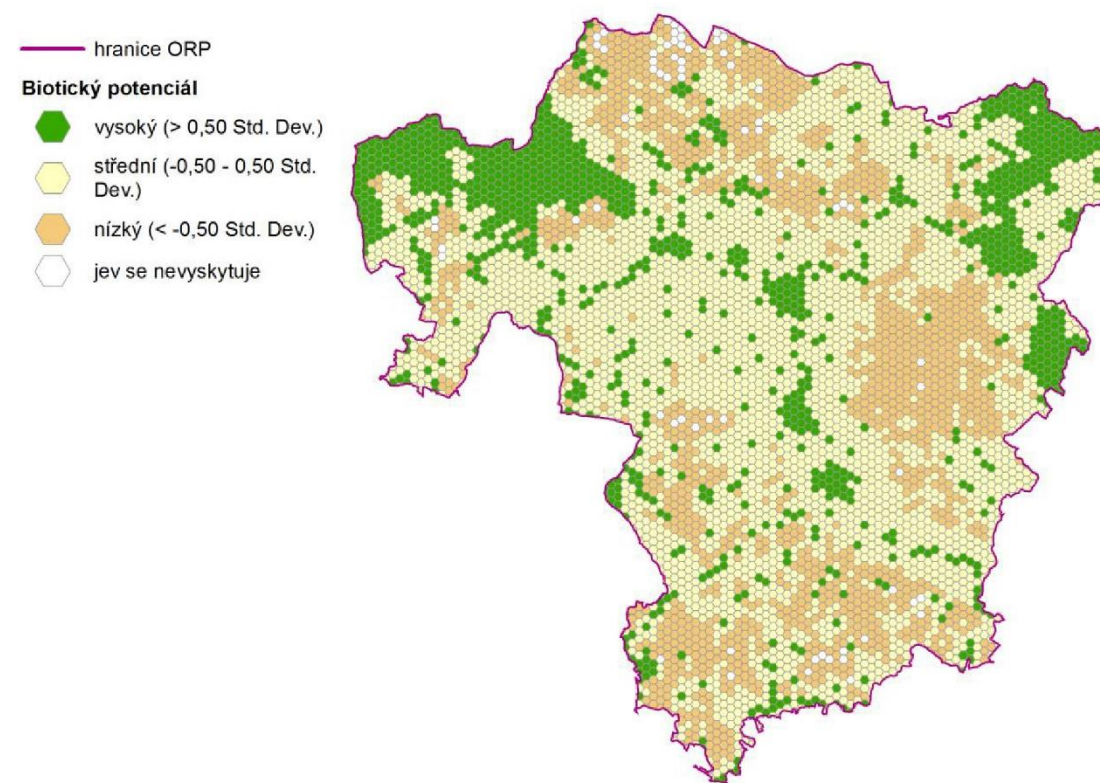 hranice ORP
Biotický potenciál
vysoký (> 0,50 Std. Dev.)
střední (-0,50 - 0,50 Std.
Dev.)
nízký (< -0,50 Std. Dev.)
jev se nevyskytuje